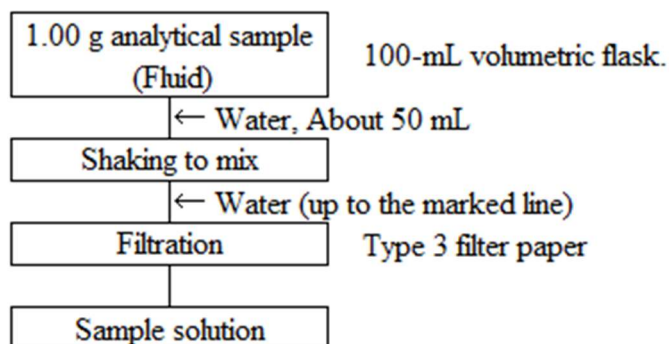 1.00 g analytical sample
(Fluid)
100-mL volumetric flask.
← Water, About 50 mL
Shaking to mix
← Water (up to the marked line)
Filtration
Type 3 filter paper
Sample solution